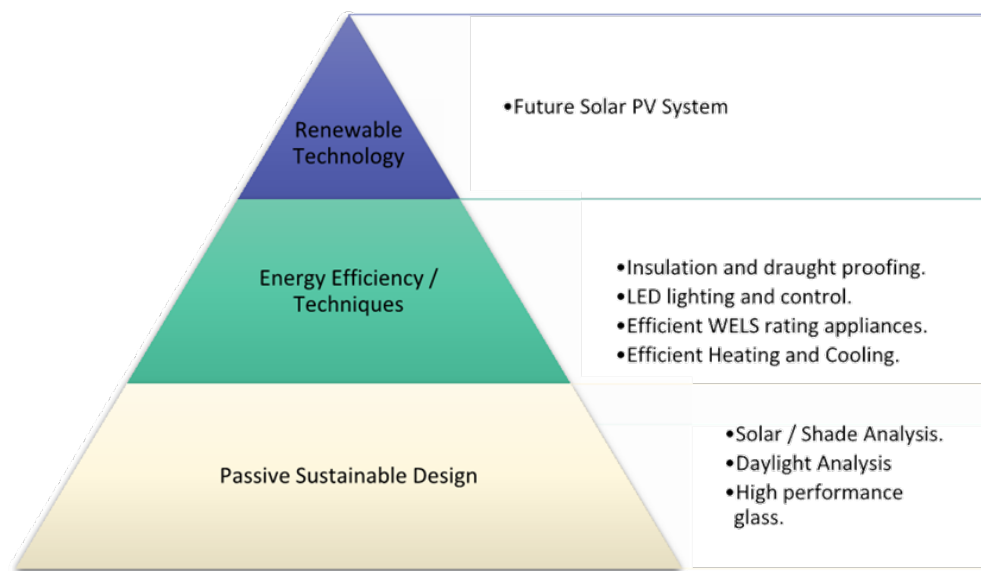 Renewable
Technology
•Future Solar PV System
Energy Efficiency /
Techniques
•Insulation and draught proofing.
•LED lighting and control.
•Efficient WELS rating appliances.
•Efficient Heating and Cooling.
Passive Sustainable Design
•Solar / Shade Analysis.
•Daylight Analysis
•High performance
glass.